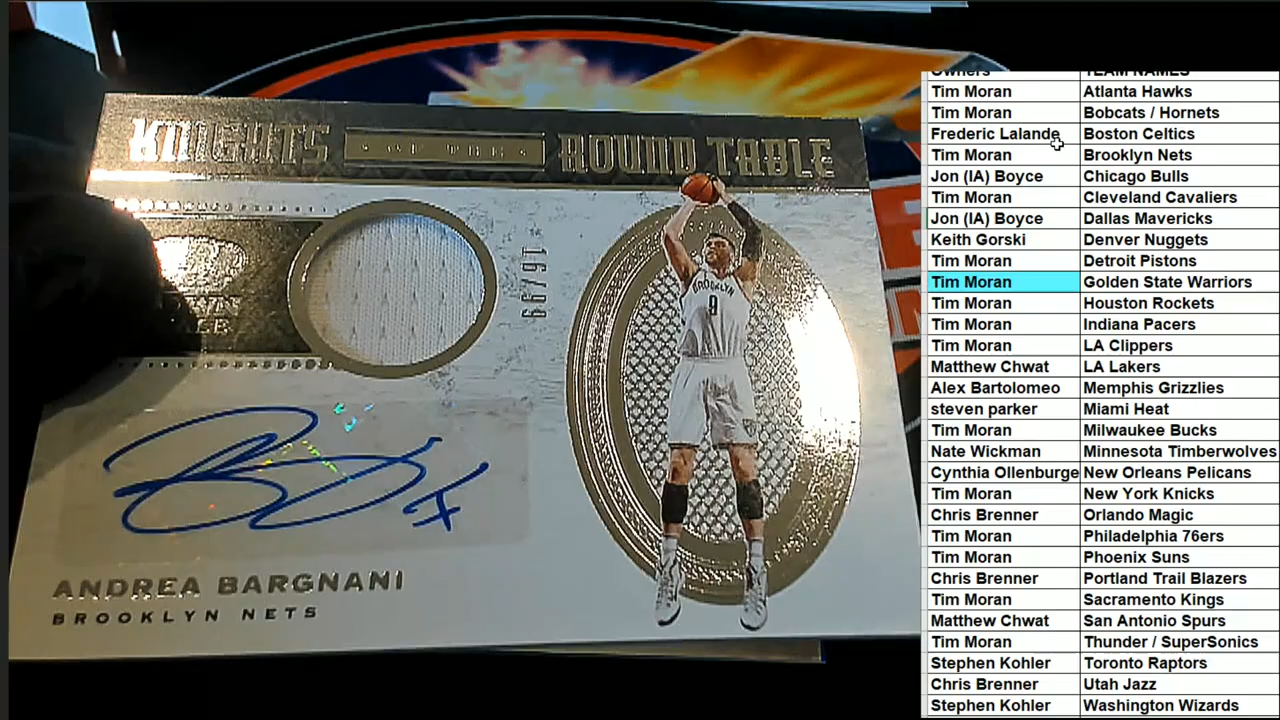 KNIGHTS OF THE ROUND TABLE
16/99
BROOKLYN
9
ANDREA BARGNANI
BROOKLYN NETS
Owners TEAM NAMES
Tim Moran Atlanta Hawks
Tim Moran Bobcats / Hornets
Frederic Lalande Boston Celtics
Tim Moran Brooklyn Nets
Jon (IA) Boyce Chicago Bulls
Tim Moran Cleveland Cavaliers
Jon (IA) Boyce Dallas Mavericks
Keith Gorski Denver Nuggets
Tim Moran Detroit Pistons
Tim Moran Golden State Warriors
Tim Moran Houston Rockets
Tim Moran Indiana Pacers
Tim Moran LA Clippers
Matthew Chwat LA Lakers
Alex Bartolomeo Memphis Grizzlies
steven parker Miami Heat
Tim Moran Milwaukee Bucks
Nate Wickman Minnesota Timberwolves
Cynthia Ollenburge New Orleans Pelicans
Tim Moran New York Knicks
Chris Brenner Orlando Magic
Tim Moran Philadelphia 76ers
Tim Moran Phoenix Suns
Chris Brenner Portland Trail Blazers
Tim Moran Sacramento Kings
Matthew Chwat San Antonio Spurs
Tim Moran Thunder / SuperSonics
Stephen Kohler Toronto Raptors
Chris Brenner Utah Jazz
Stephen Kohler Washington Wizards